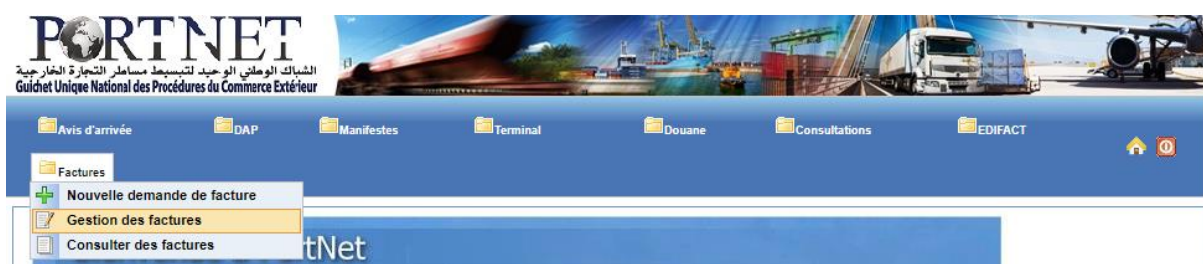 PORTNET
الشباك الوطني الوحيد لتبسيط مساطر التجارة الخارجية
Guichet Unique National des Procédures du Commerce Extérieur
Avis d'arrivée DAP Manifestes Terminal Douane Consultations EDIFACT
Factures
Nouvelle demande de facture
Gestion des factures
Consulter des factures
tNet